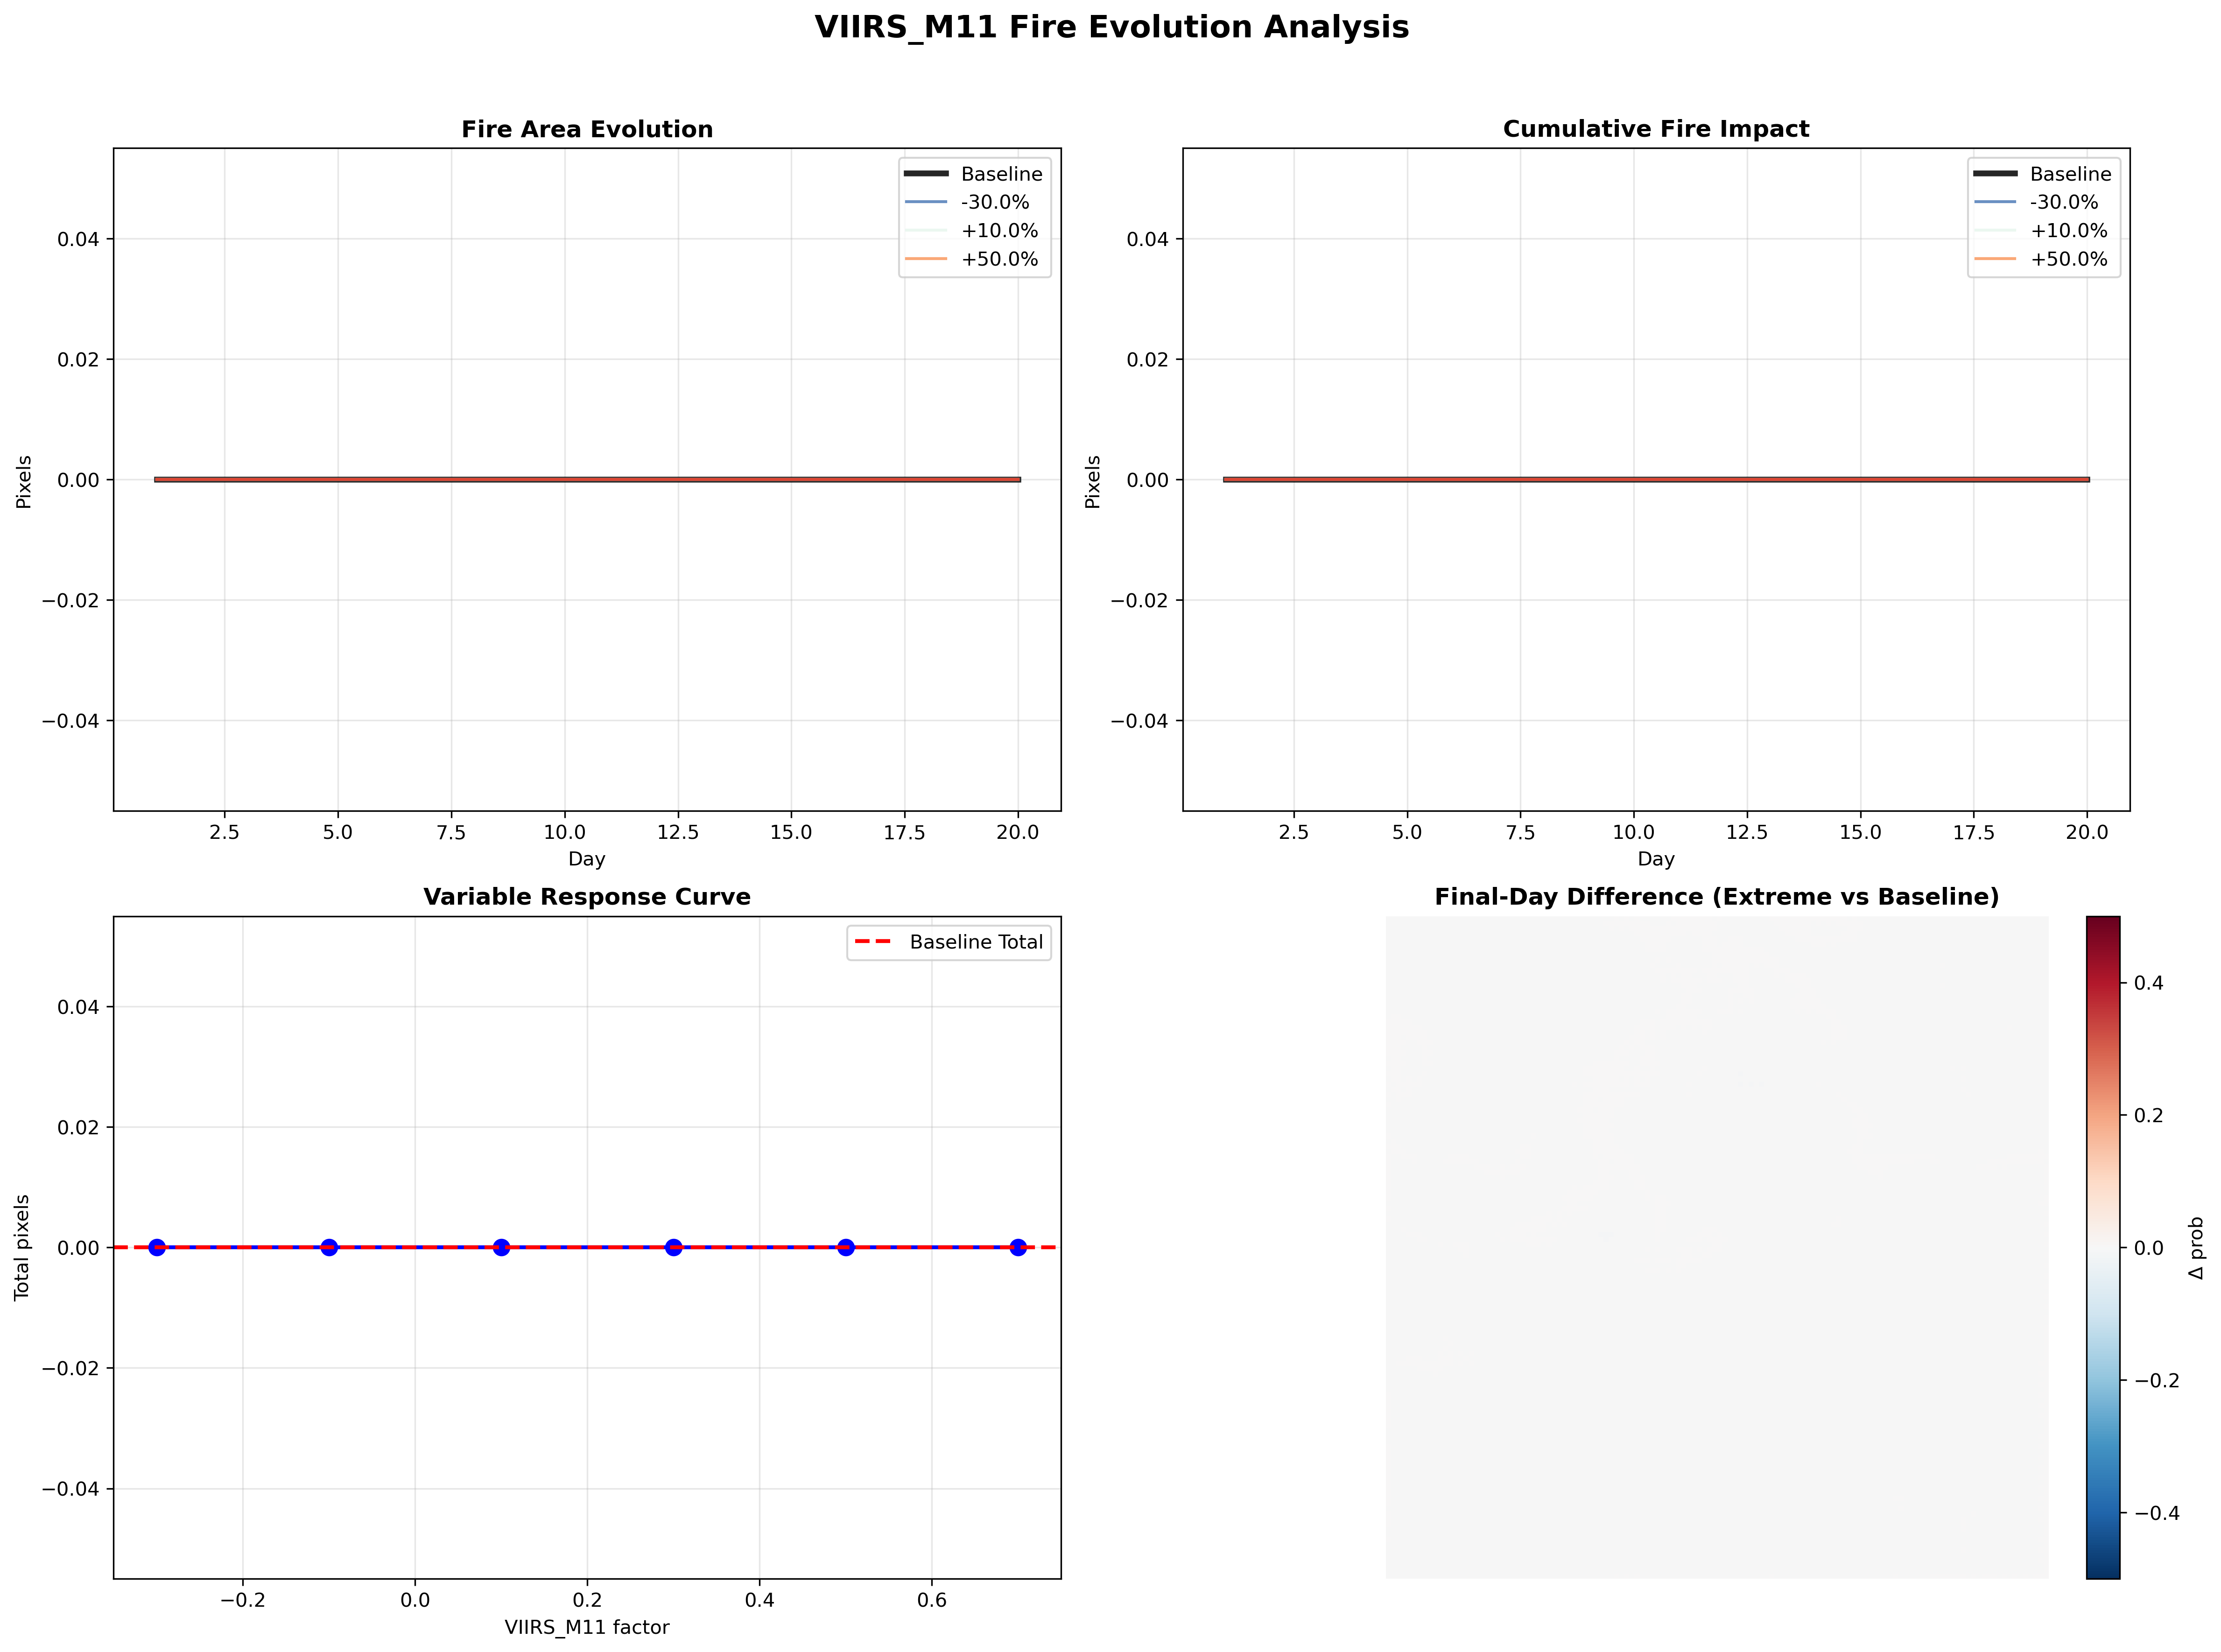 VIIRS_M11 Fire Evolution Analysis
Fire Area Evolution
Baseline
-30.0%
+10.0%
+50.0%
0.04
0.02
0.00
−0.02
−0.04
Pixels
2.5 5.0 7.5 10.0 12.5 15.0 17.5 20.0
Day
Cumulative Fire Impact
Baseline
-30.0%
+10.0%
+50.0%
0.04
0.02
0.00
−0.02
−0.04
Pixels
2.5 5.0 7.5 10.0 12.5 15.0 17.5 20.0
Day
Variable Response Curve
Baseline Total
0.04
0.02
0.00
−0.02
−0.04
Total pixels
−0.2 0.0 0.2 0.4 0.6
VIIRS_M11 factor
Final-Day Difference (Extreme vs Baseline)
0.4
0.2
0.0
−0.2
−0.4
Δ prob